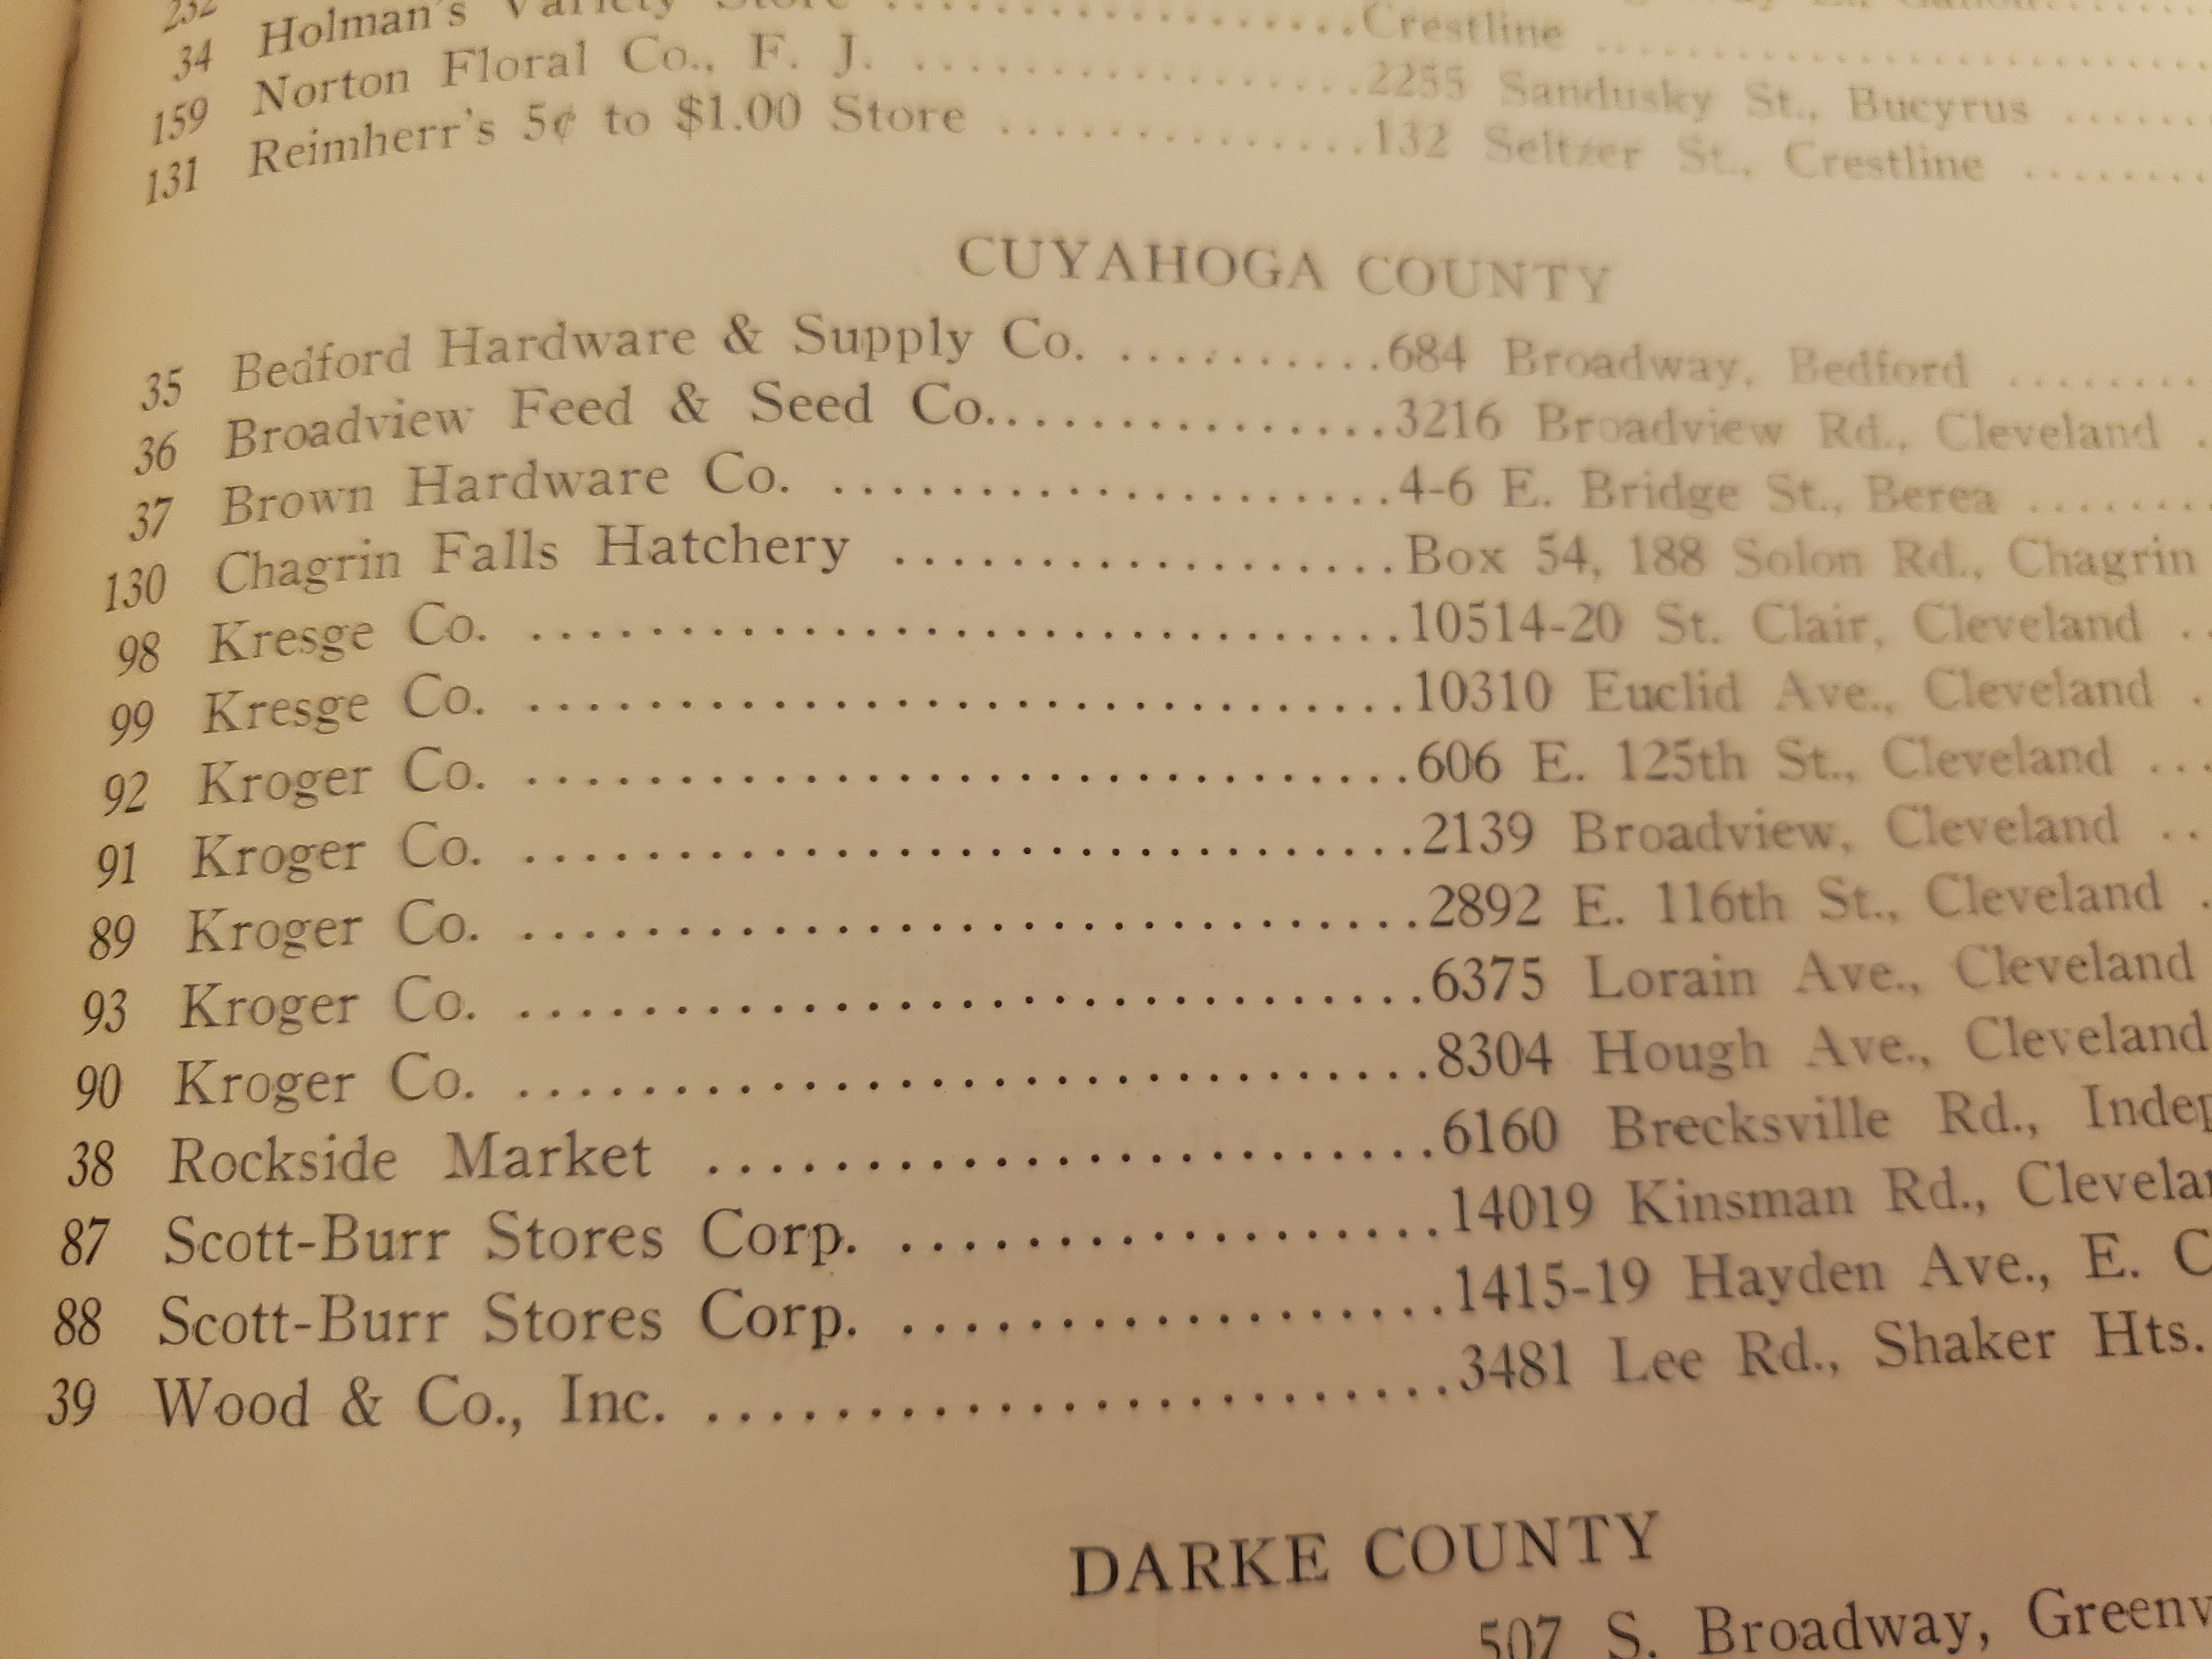 232
34 Holman's Variety Store ..................Crestline ..............
159 Norton Floral Co., F. J. ..................2255 Sandusky St., Bucyrus .......
131 Reimherr's 5¢ to $1.00 Store ...............132 Seltzer St., Crestline ........
CUYAHOGA COUNTY
35 Bedford Hardware & Supply Co. ...........684 Broadway, Bedford ........
36 Broadview Feed & Seed Co.................3216 Broadview Rd., Cleveland .
37 Brown Hardware Co. ......................4-6 E. Bridge St., Berea .......
130 Chagrin Falls Hatchery ...................Box 54, 188 Solon Rd., Chagrin
98 Kresge Co. .................................10514-20 St. Clair, Cleveland ..
99 Kresge Co. .................................10310 Euclid Ave., Cleveland .
92 Kroger Co. .................................606 E. 125th St., Cleveland ...
91 Kroger Co. .................................2139 Broadview, Cleveland ..
89 Kroger Co. .................................2892 E. 116th St., Cleveland .
93 Kroger Co. .................................6375 Lorain Ave., Cleveland
90 Kroger Co. .................................8304 Hough Ave., Cleveland
38 Rockside Market ..........................6160 Brecksville Rd., Indep
87 Scott-Burr Stores Corp. ...................14019 Kinsman Rd., Clevelan
88 Scott-Burr Stores Corp. ...................1415-19 Hayden Ave., E. C
39 Wood & Co., Inc. ..........................3481 Lee Rd., Shaker Hts.
DARKE COUNTY
507 S. Broadway, Greenv